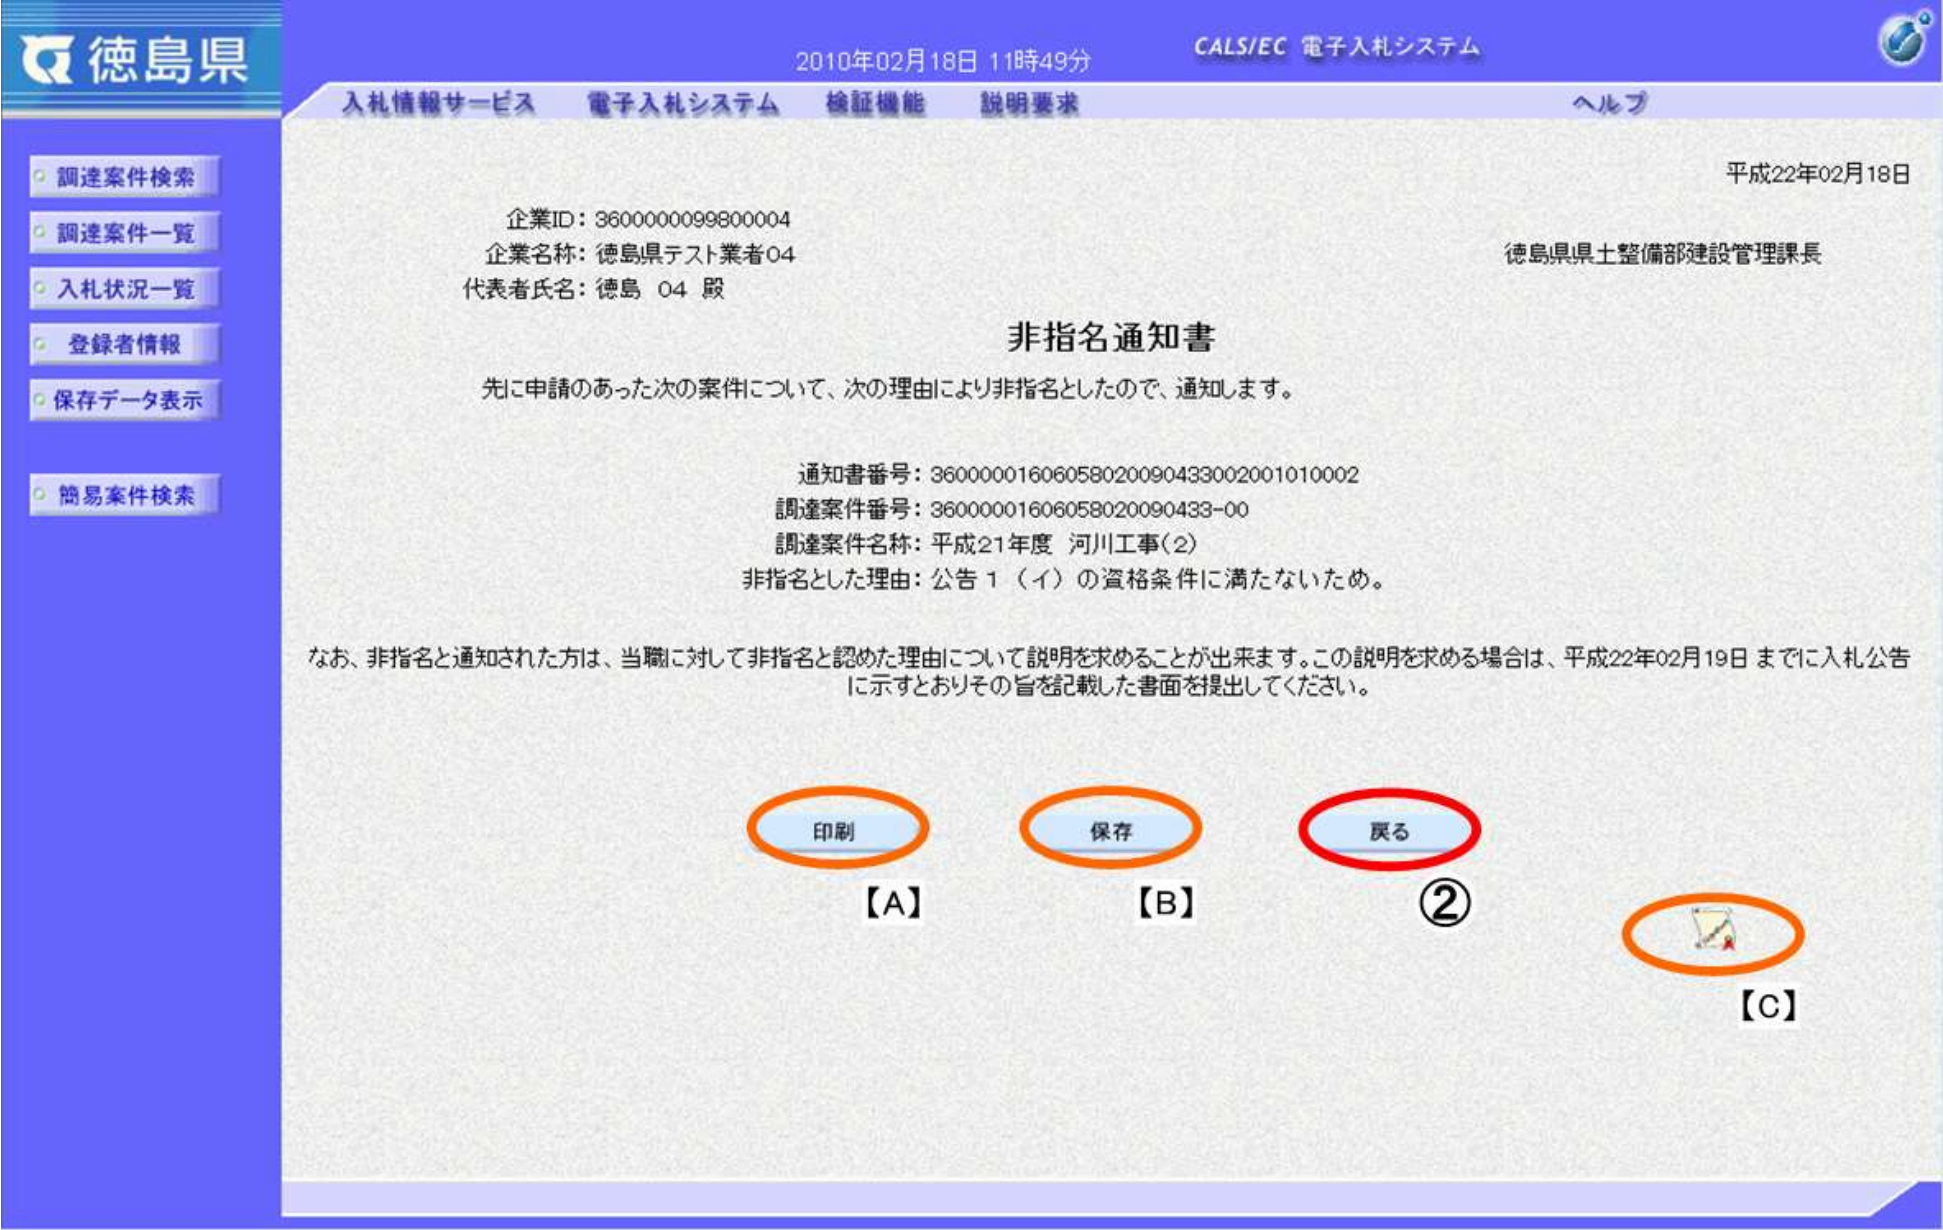 徳島県
2010年02月18日 11時49分
CALS/EC 電子入札システム
入札情報サービス 電子入札システム 検証機能 説明要求 ヘルプ
調達案件検索
調達案件一覧
入札状況一覧
登録者情報
保存データ表示
簡易案件検索
平成22年02月18日
企業ID：3600000099800004
企業名称：徳島県テスト業者04
徳島県県土整備部建設管理課長
代表者氏名：徳島 04 殿
非指名通知書
先に申請のあった次の案件について、次の理由により非指名としたので、通知します。
通知書番号：36000001606058020090433002001010002
調達案件番号：36000001606058020090433-00
調達案件名称：平成21年度 河川工事(2)
非指名とした理由：公告１（イ）の資格条件に満たないため。
なお、非指名と通知された方は、当職に対して非指名と認めた理由について説明を求めることが出来ます。この説明を求める場合は、平成22年02月19日 までに入札公告
に示すとおりその旨を記載した書面を提出してください。
印刷 保存 戻る
【A】 【B】 ②
【C】